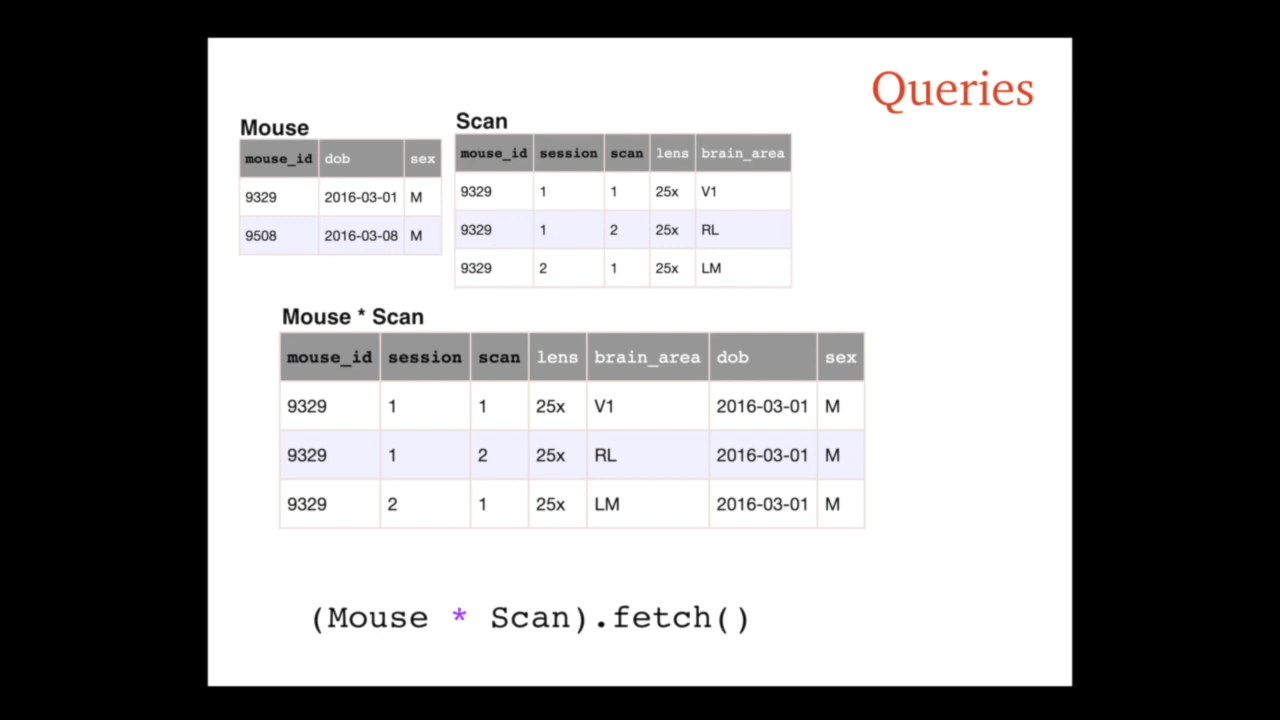 Queries
Mouse
mouse_id dob sex
9329 2016-03-01 M
9508 2016-03-08 M
Scan
mouse_id session scan lens brain_area
9329 1 1 25x V1
9329 1 2 25x RL
9329 2 1 25x LM
Mouse * Scan
mouse_id session scan lens brain_area dob sex
9329 1 1 25x V1 2016-03-01 M
9329 1 2 25x RL 2016-03-01 M
9329 2 1 25x LM 2016-03-01 M
(Mouse * Scan).fetch()